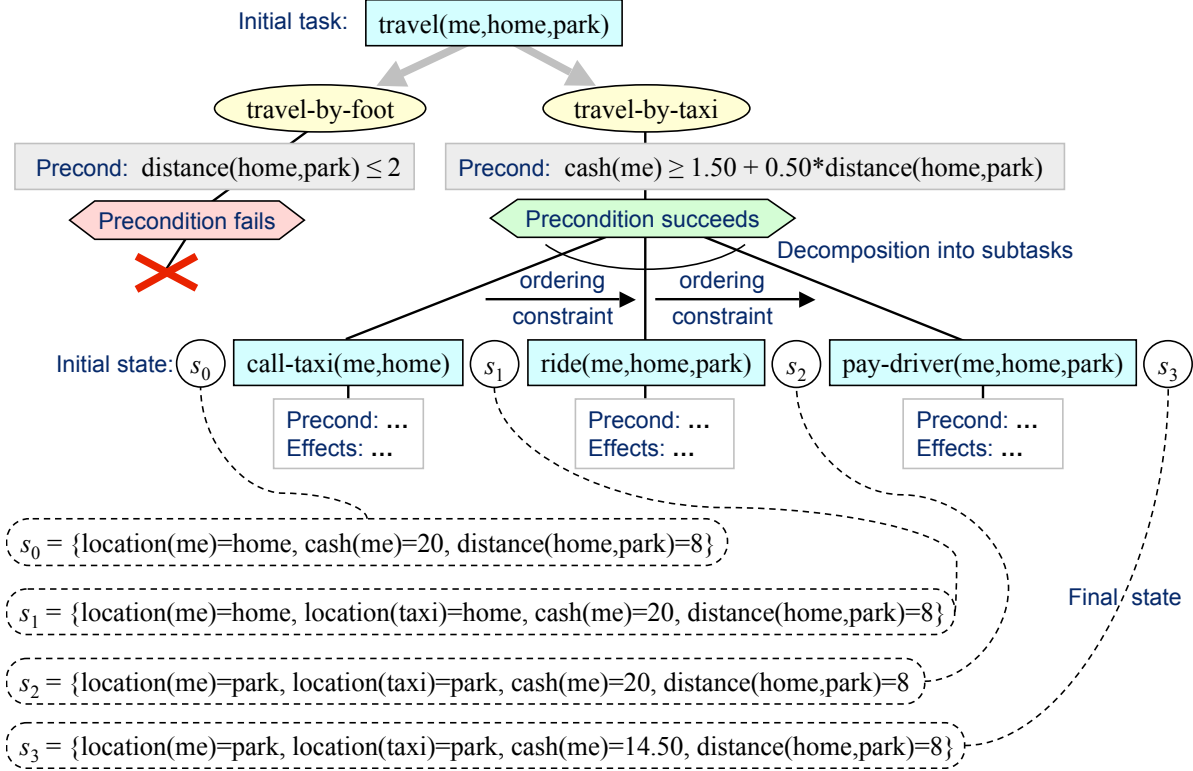 Initial task: travel(me,home,park)
travel-by-foot
travel-by-taxi
Precond: distance(home,park) ≤ 2
Precond: cash(me) ≥ 1.50 + 0.50*distance(home,park)
Precondition fails
Precondition succeeds
Decomposition into subtasks
ordering
constraint
ordering
constraint
Initial state: s0 call-taxi(me,home) s1 ride(me,home,park) s2 pay-driver(me,home,park) s3
Precond: ...
Effects: ...
Precond: ...
Effects: ...
Precond: ...
Effects: ...
s0 = {location(me)=home, cash(me)=20, distance(home,park)=8}
s1 = {location(me)=home, location(taxi)=home, cash(me)=20, distance(home,park)=8}
Final state
s2 = {location(me)=park, location(taxi)=park, cash(me)=20, distance(home,park)=8
s3 = {location(me)=park, location(taxi)=park, cash(me)=14.50, distance(home,park)=8}